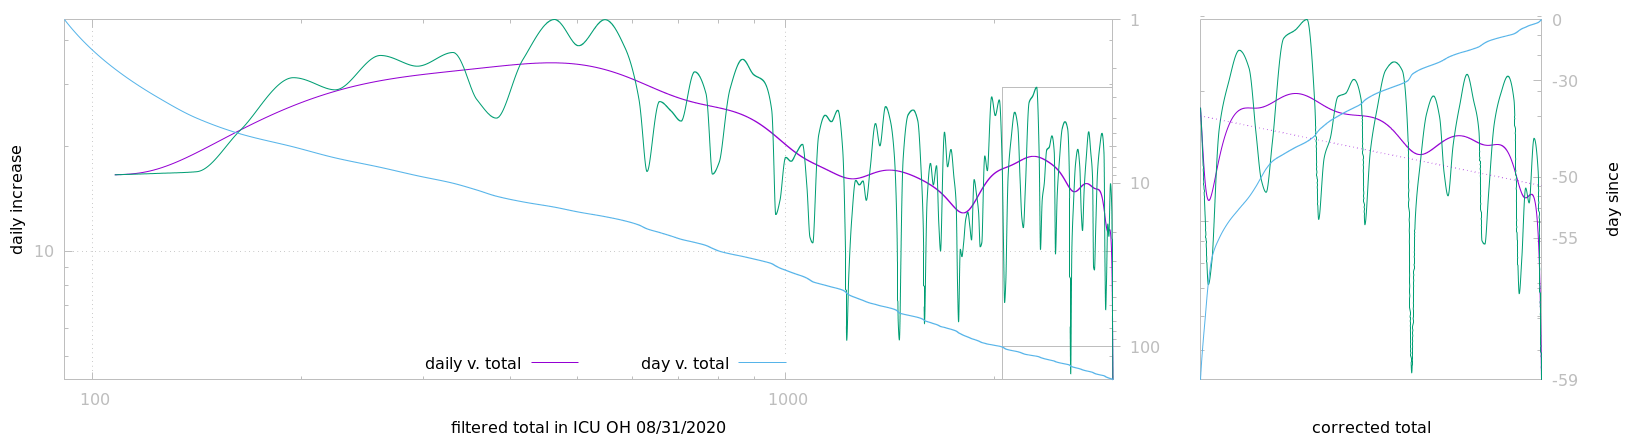 daily increase
10
daily v. total
day v. total
100
1000
filtered total in ICU OH 08/31/2020
1
10
100
0
-30
-50
-55
-59
day since
corrected total